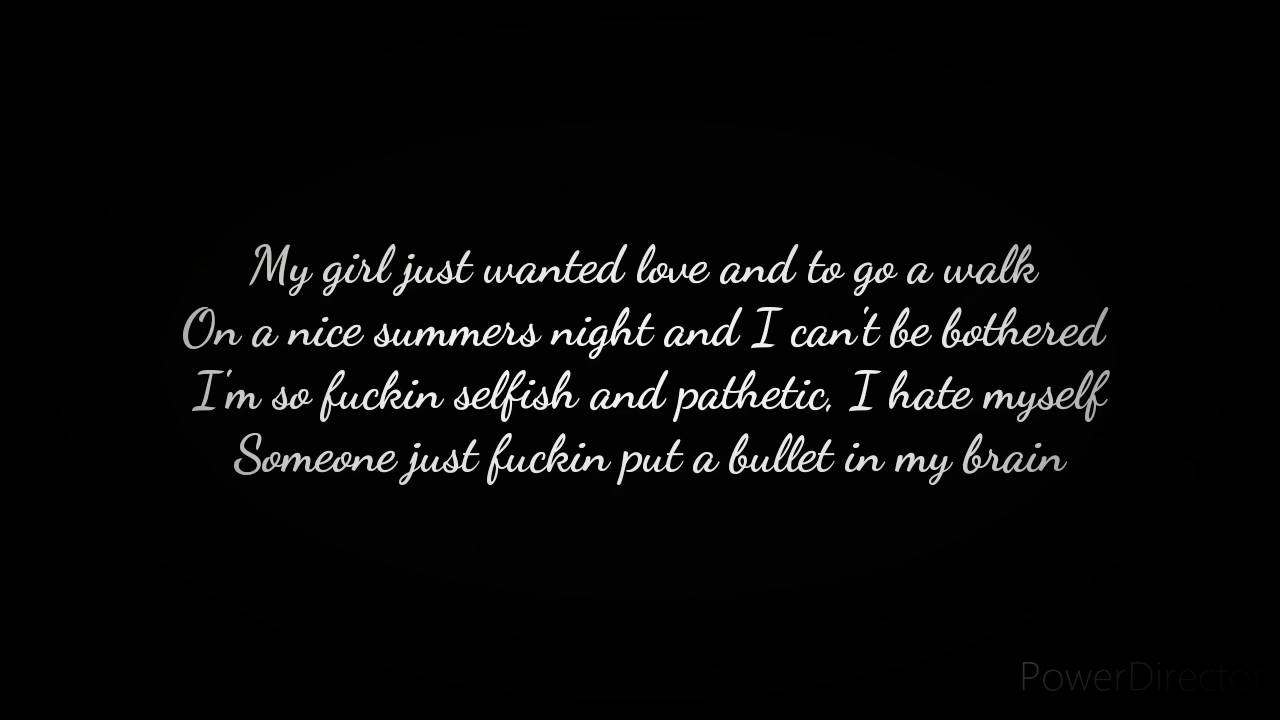 My girl just wanted love and to go a walk
On a nice summers night and I can't be bothered
I'm so fuckin selfish and pathetic, I hate myself
Someone just fuckin put a bullet in my brain
PowerDirector